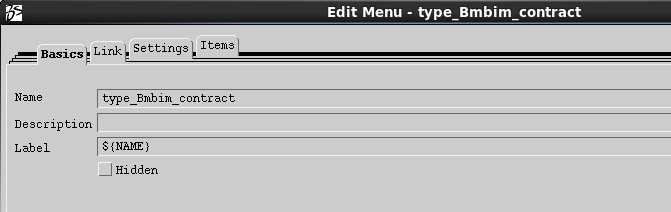 Edit Menu - type_Bmbim_contract
Basics Link Settings Items
Name type_Bmbim_contract
Description
Label ${NAME}
Hidden